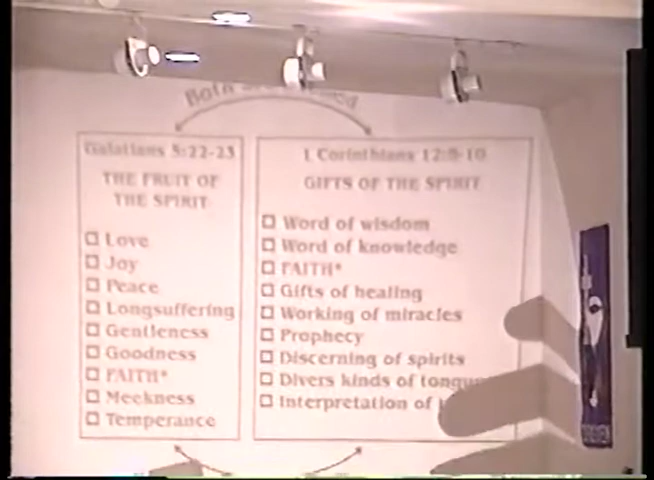 Both
Galatians 5:22-23
THE FRUIT OF
THE SPIRIT
Love
Joy
Peace
Longsuffering
Gentleness
Goodness
FAITH*
Meekness
Temperance
1 Corinthians 12:8-10
GIFTS OF THE SPIRIT
Word of wisdom
Word of knowledge
FAITH*
Gifts of healing
Working of miracles
Prophecy
Discerning of spirits
Divers kinds of
Interpretation of